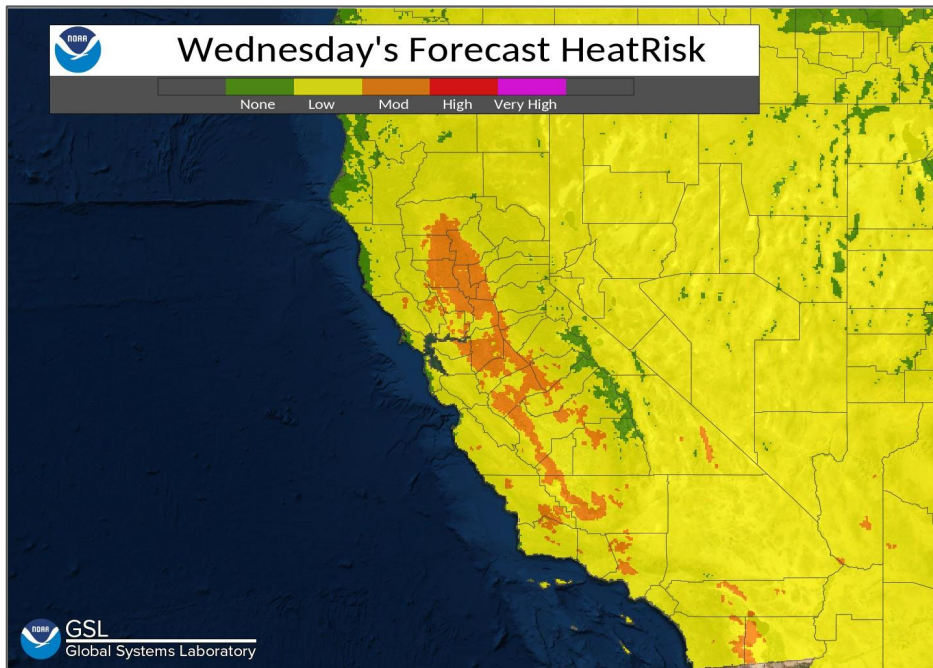 NOAA
Wednesday's Forecast HeatRisk
None Low Mod High Very High
NOAA
GSL
Global Systems Laboratory